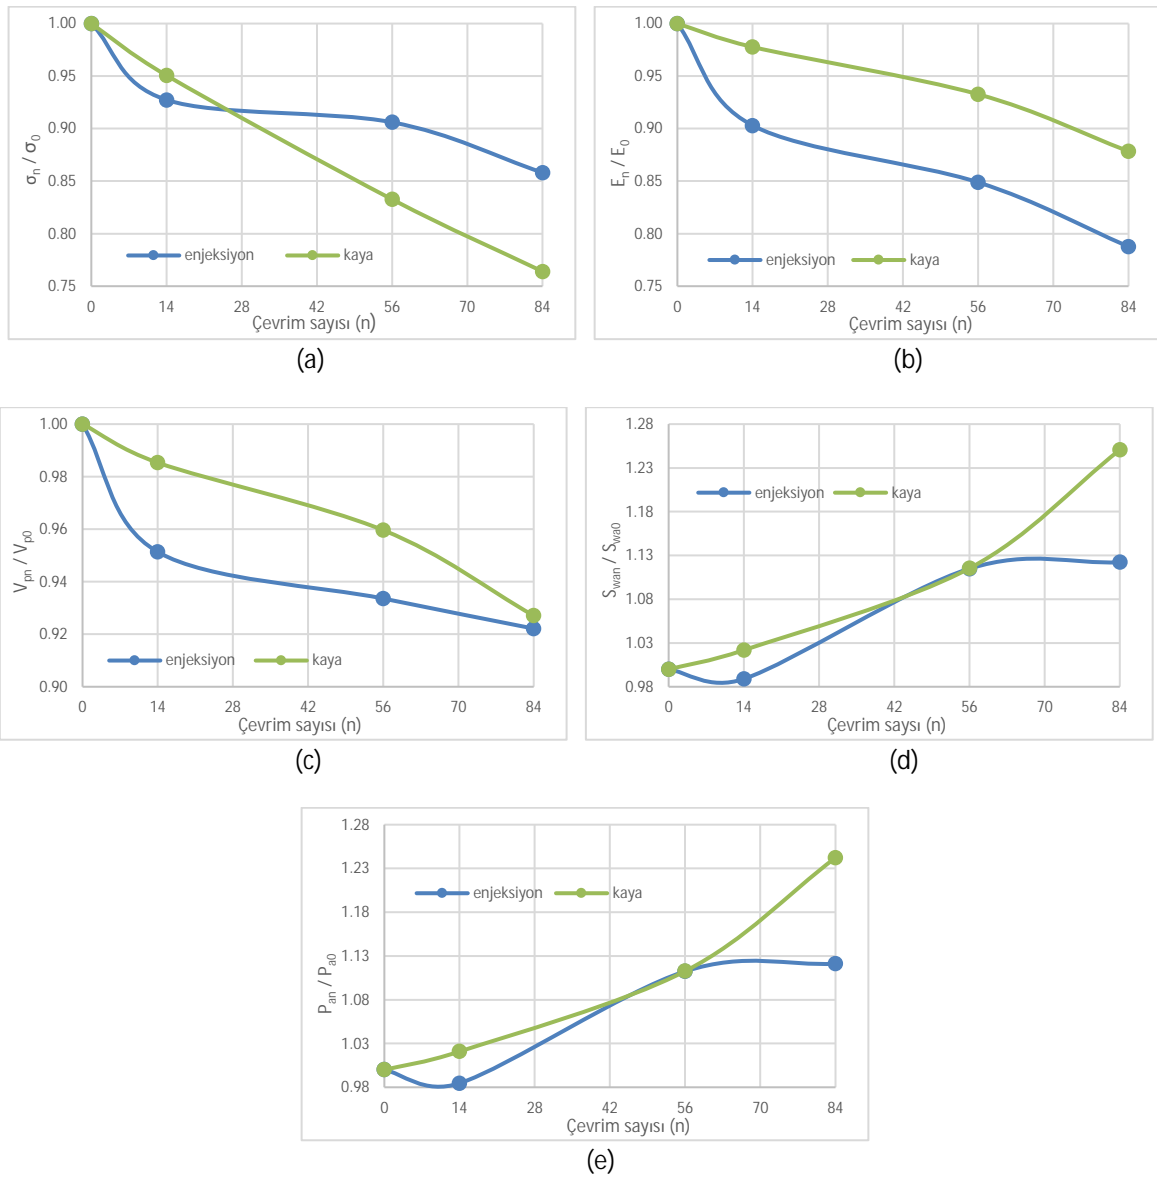 1.00
0.95
0.90
0.85
0.80
0.75
σn / σ0
enjeksiyon kaya
0 14 28 42 56 70 84
Çevrim sayısı (n)
(a)
1.00
0.95
0.90
0.85
0.80
0.75
En / E0
enjeksiyon kaya
0 14 28 42 56 70 84
Çevrim sayısı (n)
(b)
1.00
0.98
0.96
0.94
0.92
0.90
Vpn / Vp0
enjeksiyon kaya
0 14 28 42 56 70 84
Çevrim sayısı (n)
(c)
1.28
1.23
1.18
1.13
1.08
1.03
0.98
Swan / Swa0
enjeksiyon kaya
0 14 28 42 56 70 84
Çevrim sayısı (n)
(d)
1.28
1.23
1.18
1.13
1.08
1.03
0.98
Pan / Pa0
enjeksiyon kaya
0 14 28 42 56 70 84
Çevrim sayısı (n)
(e)